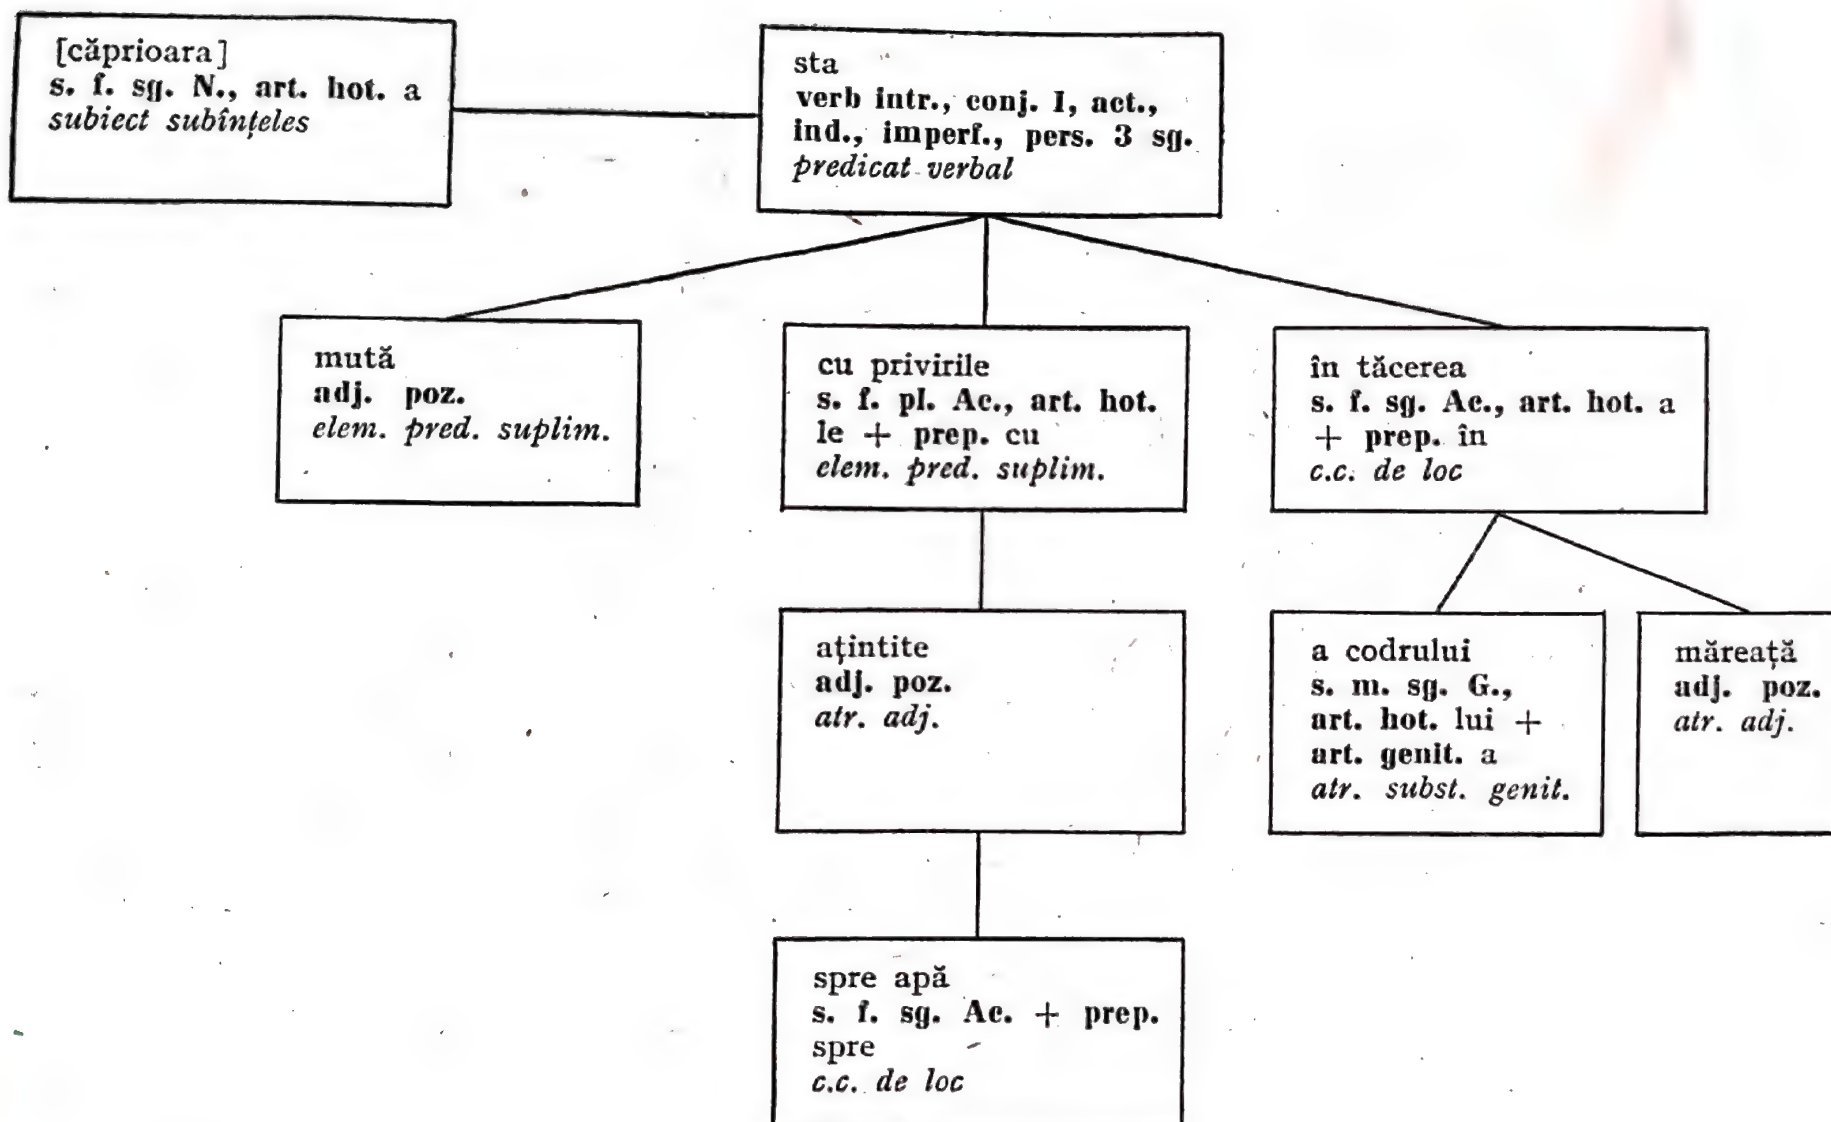 [căprioara]
s. f. sg. N., art. hot. a
subiect subînțeles
sta
verb intr., conj. I, act.,
ind., imperf., pers. 3 sg.
predicat verbal
mută
adj. poz.
elem. pred. suplim.
cu privirile
s. f. pl. Ac., art. hot.
le + prep. cu
elem. pred. suplim.
în tăcerea
s. f. sg. Ac., art. hot. a
+ prep. în
c.c. de loc
ațintite
adj. poz.
atr. adj.
a codrului
s. m. sg. G.,
art. hot. lui +
art. genit. a
atr. subst. genit.
măreață
adj. poz.
atr. adj.
spre apă
s. f. sg. Ac. + prep.
spre
c.c. de loc